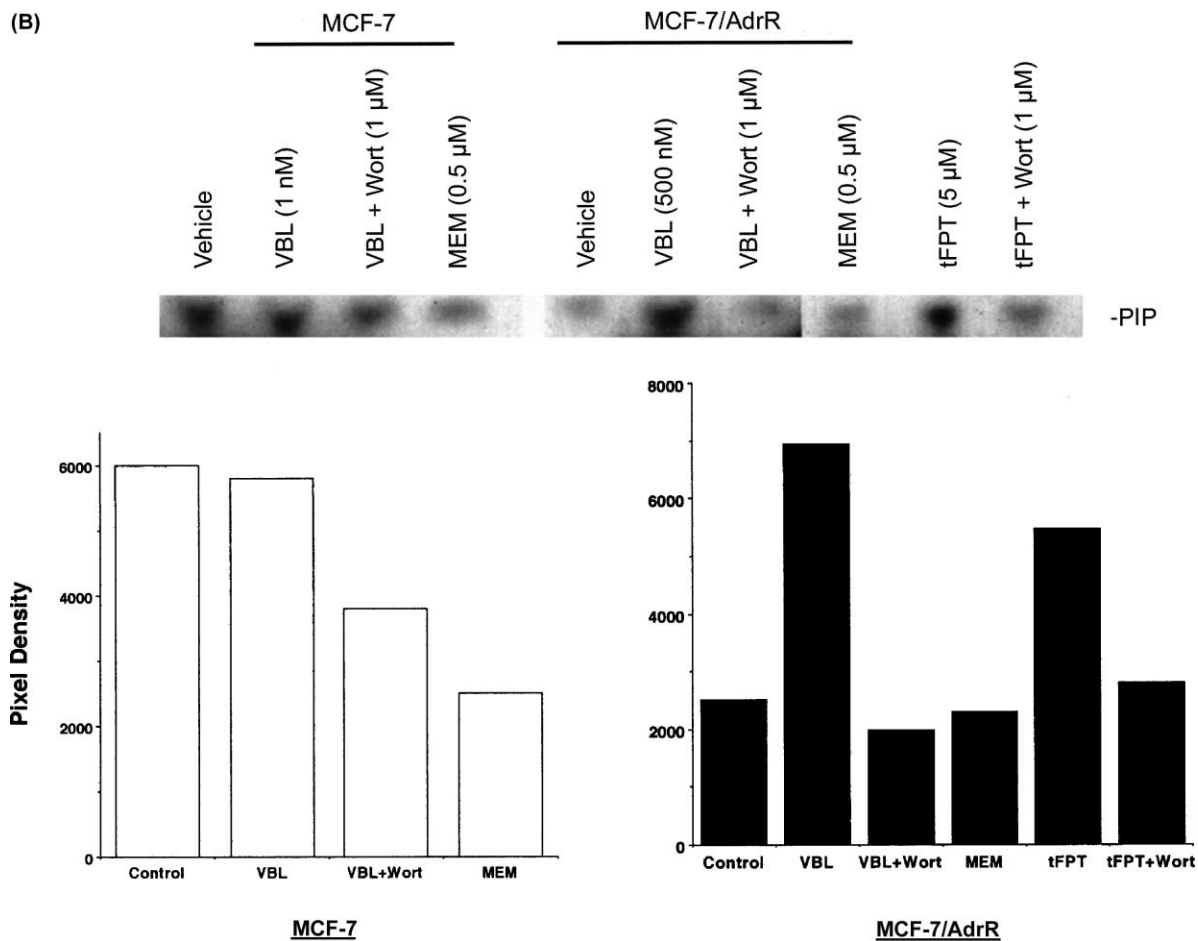 (B)
MCF-7
MCF-7/AdrR
Vehicle
VBL (1 nM)
VBL + Wort (1 µM)
MEM (0.5 µM)
Vehicle
VBL (500 nM)
VBL + Wort (1 µM)
MEM (0.5 µM)
tFPT (5 µM)
tFPT + Wort (1 µM)
-PIP
Pixel Density
6000
4000
2000
0
Control VBL VBL+Wort MEM
MCF-7
8000
6000
4000
2000
0
Control VBL VBL+Wort MEM tFPT tFPT+Wort
MCF-7/AdrR